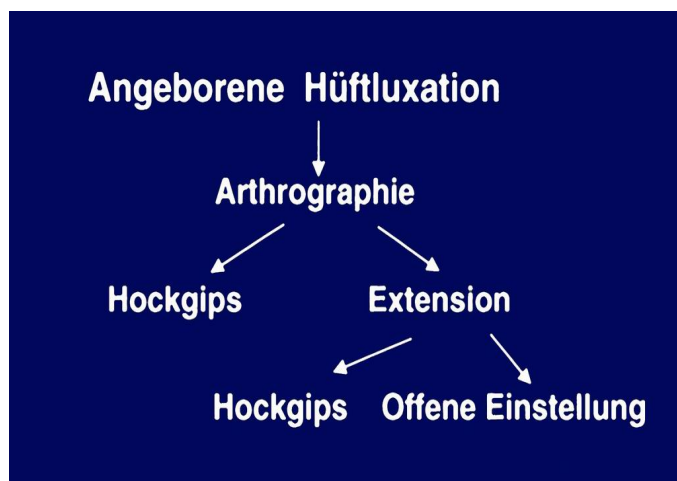 Angeborene Hüftluxation
Arthrographie
Hockgips Extension
Hockgips Offene Einstellung